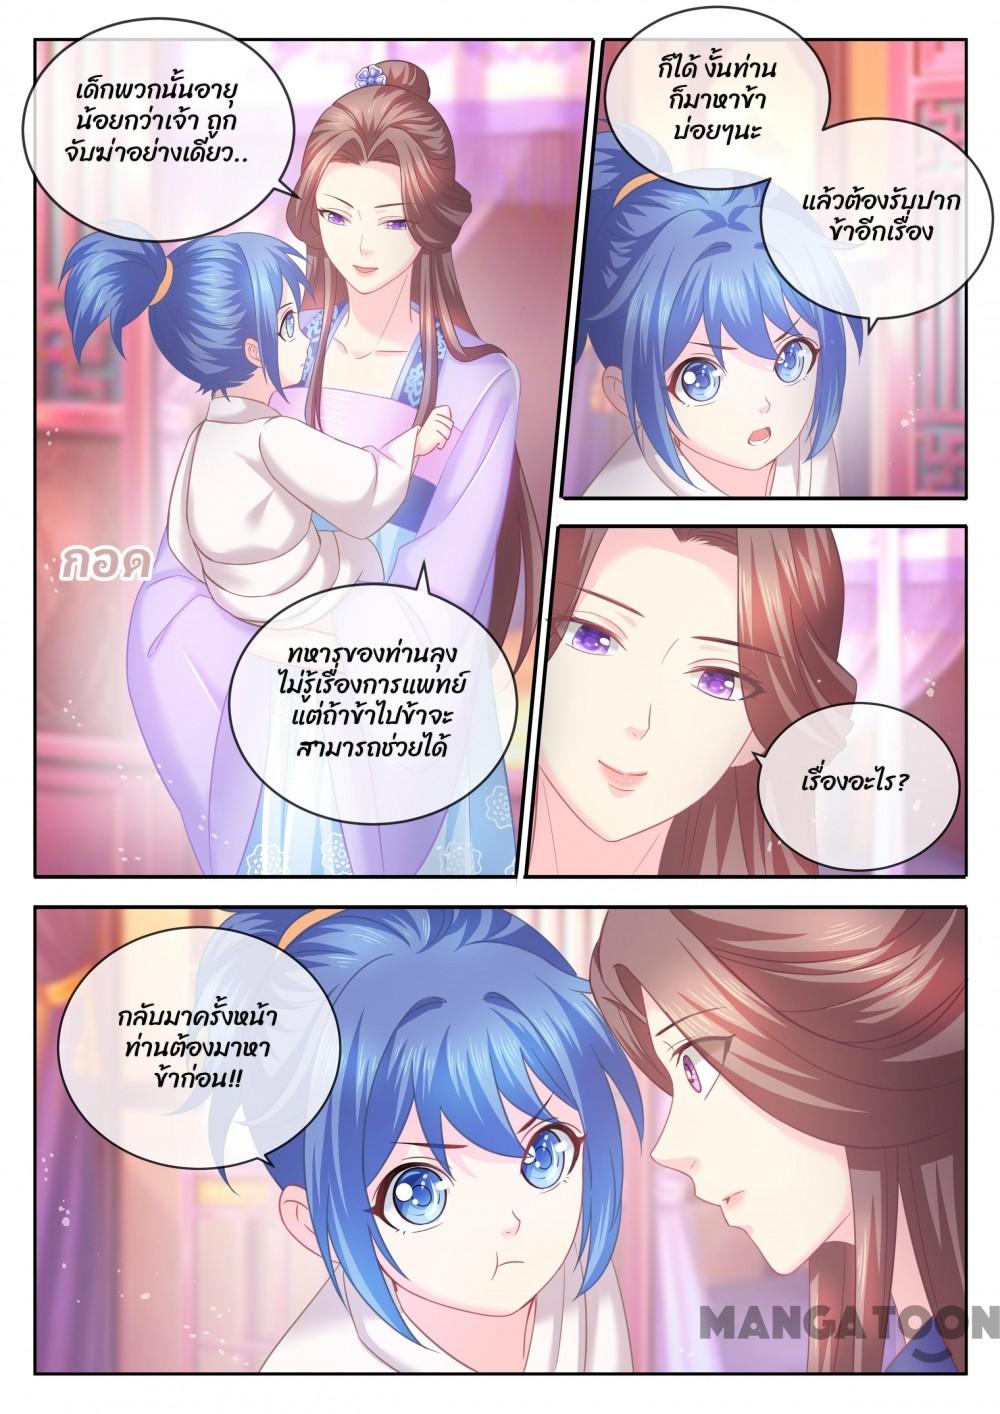 เด็กพวกนั้นอายุ
น้อยกว่าเจ้า ถูก
จับฆ่าอย่างเดียว..
กอด
ทหารของท่านลุง
ไม่รู้เรื่องการแพทย์
แต่ถ้าข้าไปข้าจะ
สามารถช่วยได้
ก็ได้ งั้นท่าน
ก็มาหาข้า
บ่อยๆนะ
แล้วต้องรับปาก
ข้าอีกเรื่อง
เรื่องอะไร?
กลับมาครั้งหน้า
ท่านต้องมาหา
ข้าก่อน!!
MANGATOON